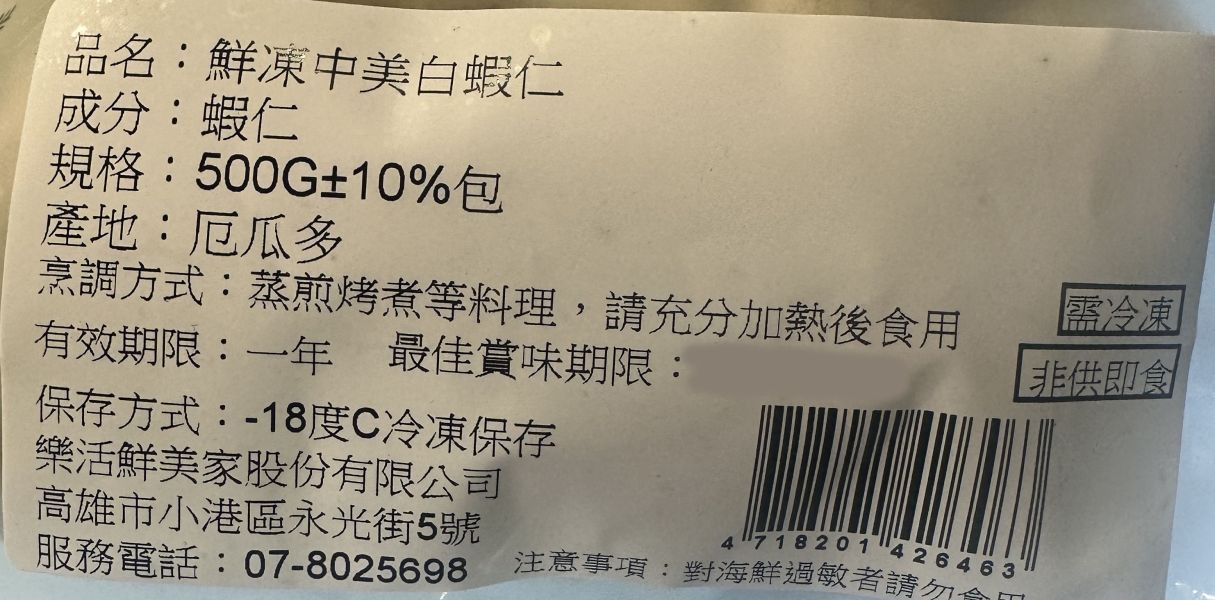 品名：鮮凍中美白蝦仁
成分：蝦仁
規格：500G±10%包
產地：厄瓜多
烹調方式：蒸煎烤煮等料理，請充分加熱後食用
需冷凍
有效期限：一年 最佳賞味期限：
非供即食
保存方式：-18度C冷凍保存
樂活鮮美家股份有限公司
高雄市小港區永光街5號
服務電話：07-8025698
4 718201 426463
注意事項：對海鮮過敏者請勿食用